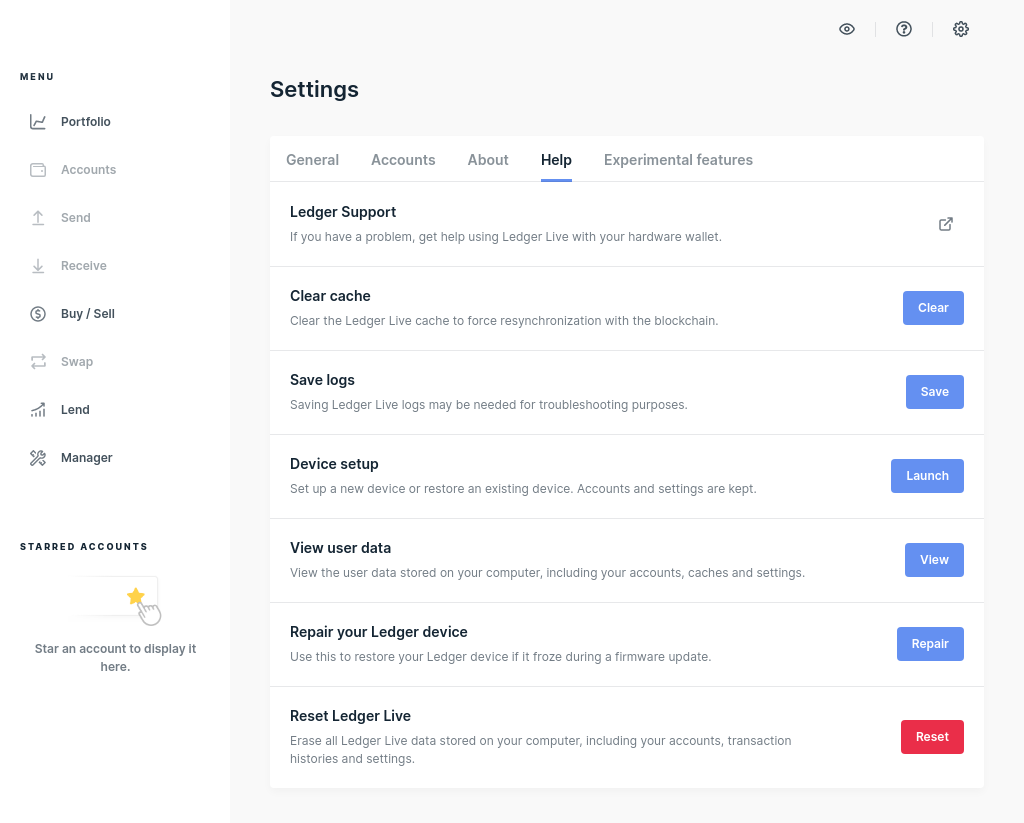 MENU
Portfolio
Accounts
Send
Receive
Buy / Sell
Swap
Lend
Manager
STARRED ACCOUNTS
Star an account to display it
here.
Settings
General Accounts About Help Experimental features
Ledger Support
If you have a problem, get help using Ledger Live with your hardware wallet.
Clear cache
Clear the Ledger Live cache to force resynchronization with the blockchain.
Clear
Save logs
Saving Ledger Live logs may be needed for troubleshooting purposes.
Save
Device setup
Set up a new device or restore an existing device. Accounts and settings are kept.
Launch
View user data
View the user data stored on your computer, including your accounts, caches and settings.
View
Repair your Ledger device
Use this to restore your Ledger device if it froze during a firmware update.
Repair
Reset Ledger Live
Erase all Ledger Live data stored on your computer, including your accounts, transaction
histories and settings.
Reset